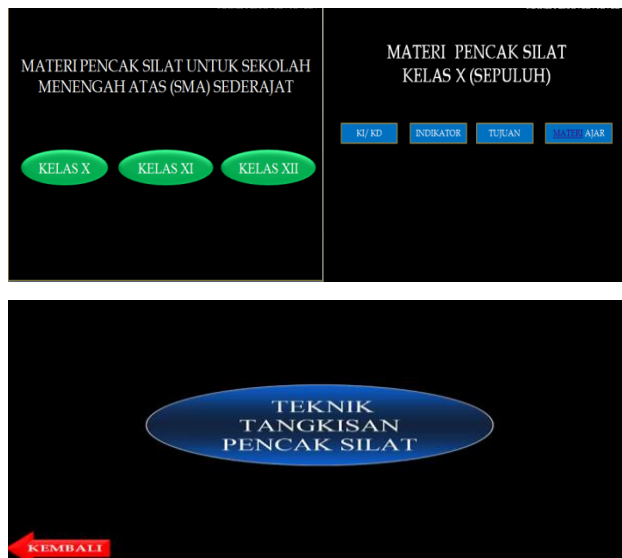 MATERI PENCAK SILAT UNTUK SEKOLAH
MENENGAH ATAS (SMA) SEDERAJAT
KELAS X
KELAS XI
KELAS XII
MATERI PENCAK SILAT
KELAS X (SEPULUH)
KI/ KD
INDIKATOR
TUJUAN
MATERI AJAR
TEKNIK
TANGKISAN
PENCAK SILAT
KEMBALI